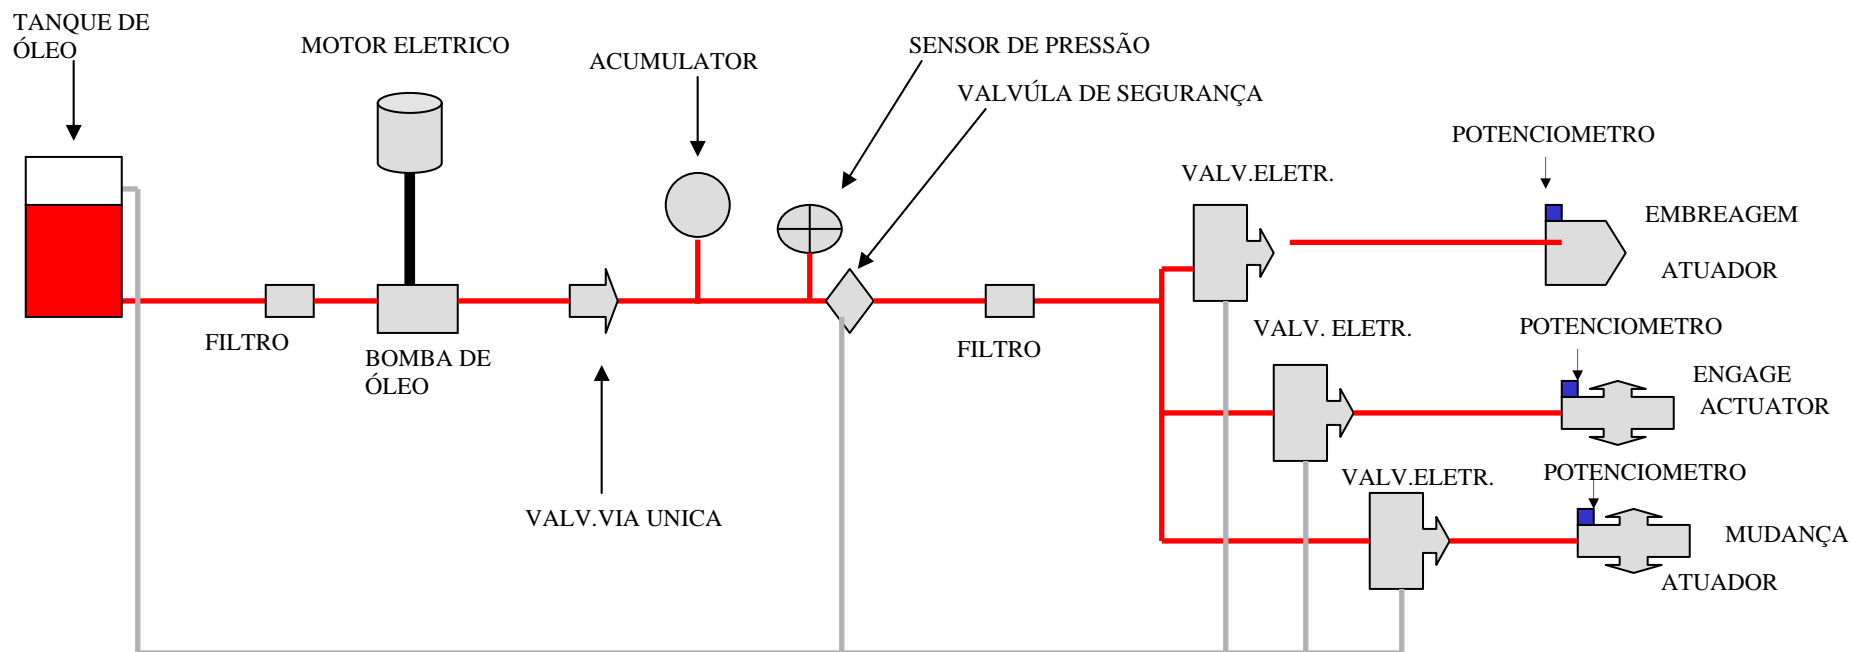 TANQUE DE
ÓLEO
MOTOR ELETRICO
ACUMULATOR
SENSOR DE PRESSÃO
VALVÚLA DE SEGURANÇA
POTENCIOMETRO
VALV.ELETR.
EMBREAGEM
ATUADOR
FILTRO
BOMBA DE
ÓLEO
FILTRO
VALV. ELETR.
POTENCIOMETRO
ENGAGE
ACTUATOR
VALV.VIA UNICA
VALV.ELETR.
POTENCIOMETRO
MUDANÇA
ATUADOR